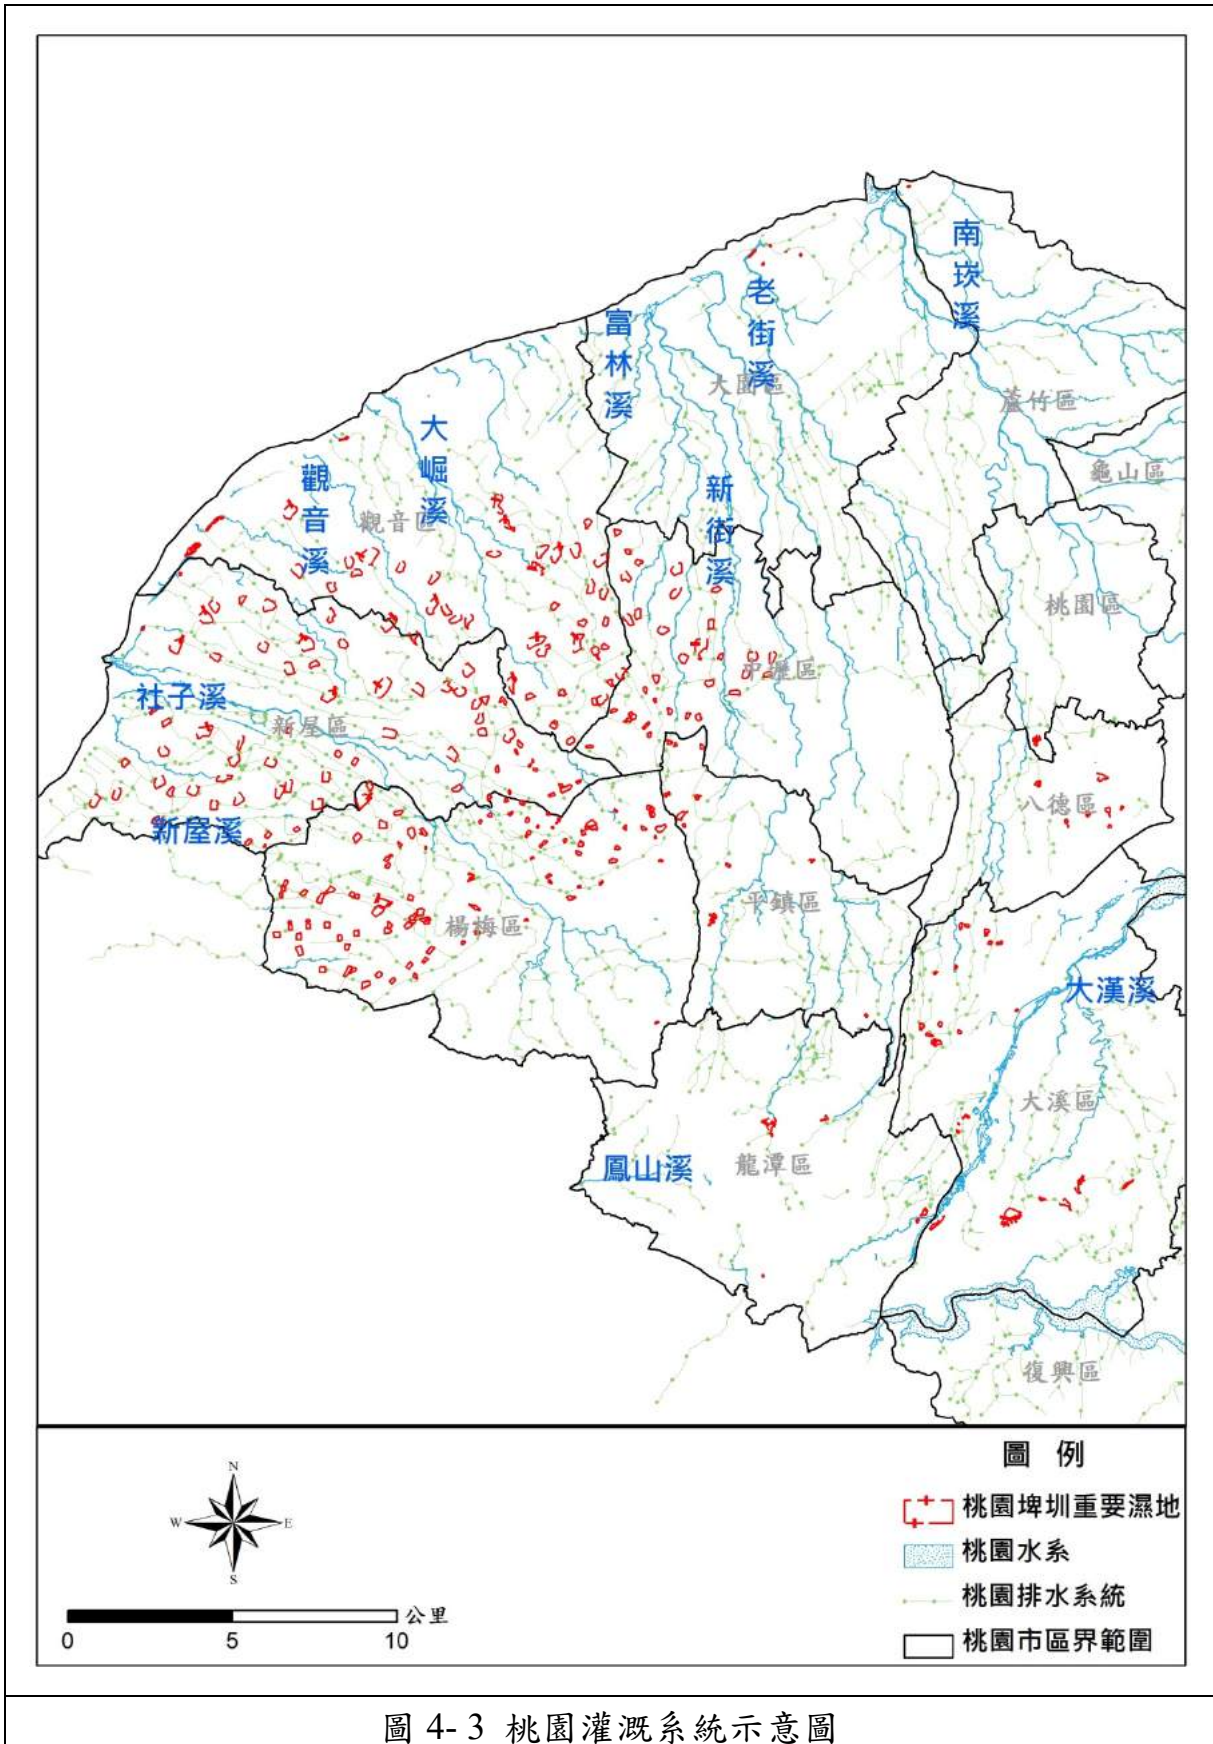 南崁溪
老街溪
富林溪
大園區
蘆竹區
大崛溪
龜山區
觀音溪
新街溪
觀音區
桃園區
中壢區
社子溪
新屋區
八德區
新屋溪
平鎮區
楊梅區
大漢溪
大溪區
龍潭區
鳳山溪
復興區
圖 例
N
W
E
S
桃園埤圳重要濕地
桃園水系
桃園排水系統
桃園市區界範圍
公里
0 5 10
圖 4- 3 桃園灌溉系統示意圖